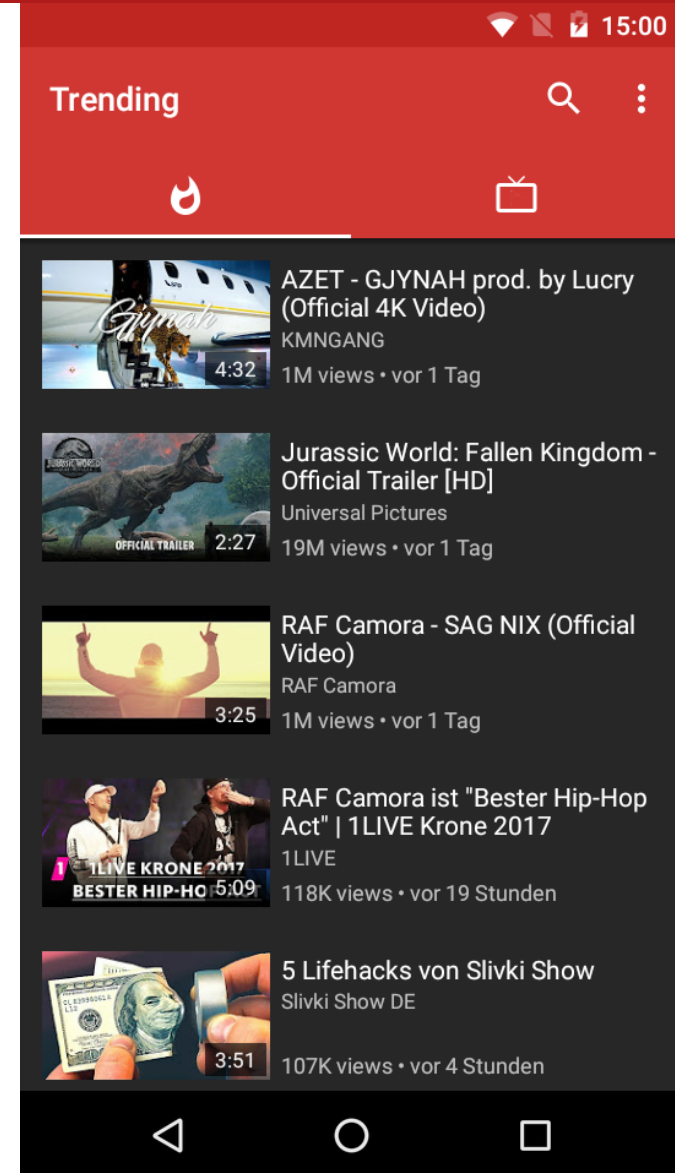 15:00
Trending
Gjynah
4:32
AZET - GJYNAH prod. by Lucry
(Official 4K Video)
KMNGANG
1M views • vor 1 Tag
JURASSIC WORLD
OFFICIAL TRAILER
2:27
Jurassic World: Fallen Kingdom -
Official Trailer [HD]
Universal Pictures
19M views • vor 1 Tag
3:25
RAF Camora - SAG NIX (Official
Video)
RAF Camora
1M views • vor 1 Tag
1
1LIVE KRONE 2017
BESTER HIP-HO
5:09
RAF Camora ist "Bester Hip-Hop
Act" | 1LIVE Krone 2017
1LIVE
118K views • vor 19 Stunden
3:51
5 Lifehacks von Slivki Show
Slivki Show DE
107K views • vor 4 Stunden